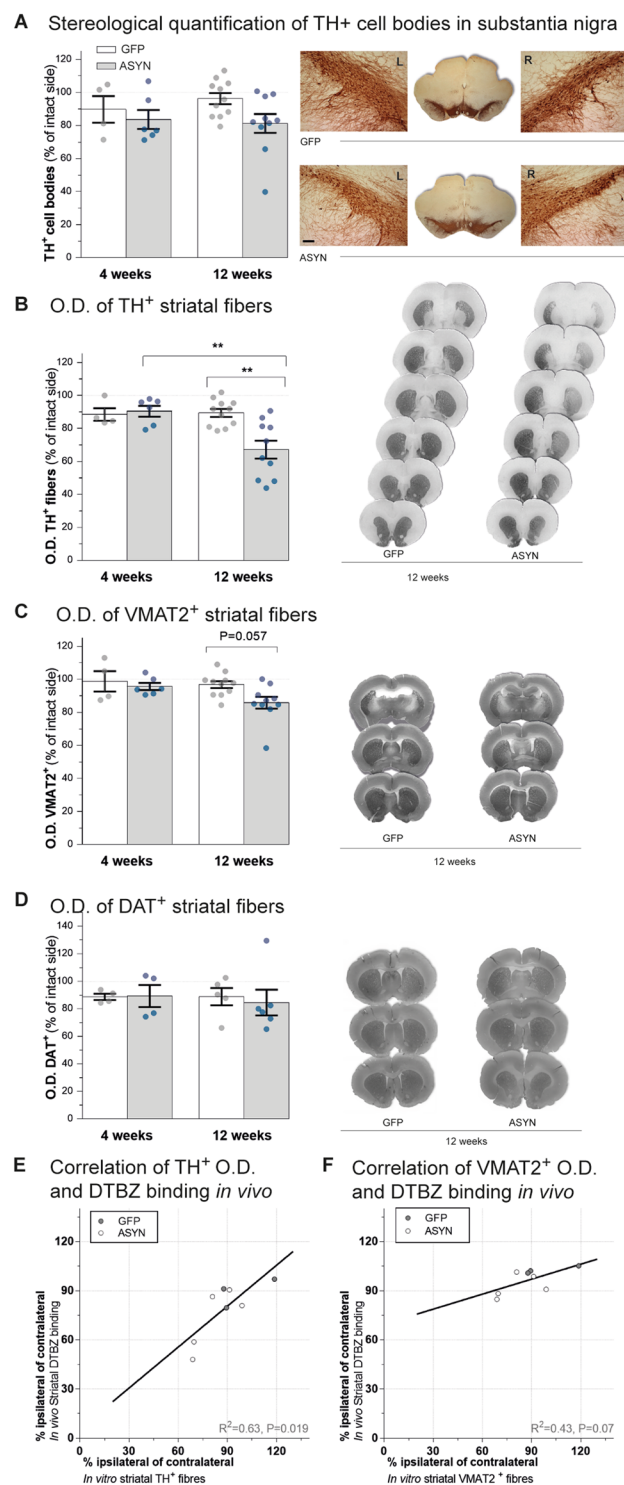 A Stereological quantification of TH+ cell bodies in substantia nigra
GFP
ASYN
TH+ cell bodies (% of intact side)
120
100
80
60
40
20
0
4 weeks
12 weeks
L
R
GFP
L
R
ASYN
B O.D. of TH+ striatal fibers
**
**
O.D. TH+ fibers (% of intact side)
120
100
80
60
40
20
0
4 weeks
12 weeks
GFP
ASYN
12 weeks
C O.D. of VMAT2+ striatal fibers
P=0.057
O.D. VMAT2+ (% of intact side)
120
100
80
60
40
20
0
4 weeks
12 weeks
GFP
ASYN
12 weeks
D O.D. of DAT+ striatal fibers
O.D. DAT+ (% of intact side)
140
120
100
80
60
40
20
0
4 weeks
12 weeks
GFP
ASYN
12 weeks
E Correlation of TH+ O.D.
and DTBZ binding in vivo
GFP
ASYN
% ipsilateral of contralateral
In vivo Striatal DTBZ binding
130
110
90
60
30
0
0
30
60
90
120
R2=0.63, P=0.019
% ipsilateral of contralateral
In vitro striatal TH+ fibres
F Correlation of VMAT2+ O.D.
and DTBZ binding in vivo
GFP
ASYN
% ipsilateral of contralateral
In vivo Striatal DTBZ binding
130
110
90
60
30
0
0
30
60
90
120
R2=0.43, P=0.07
% ipsilateral of contralateral
In vitro striatal VMAT2 + fibres